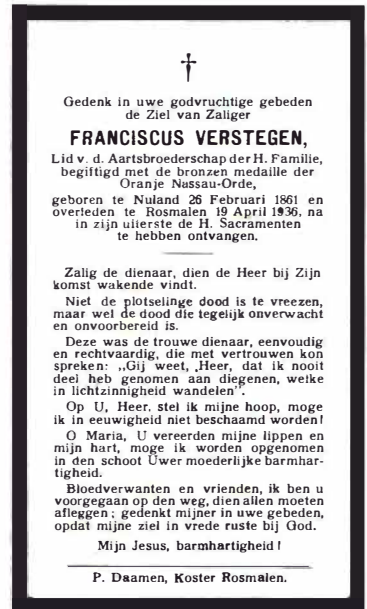 Gedenk in uwe godvruchtige gebeden
de Ziel van Zaliger
FRANCISCUS VERSTEGEN,
Lid v. d. Aartsbroederschap der H. Familie,
begiftigd met de bronzen medaille der
Oranje Nassau-Orde,
geboren te Nuland 26 Februari 1861 en
overleden te Rosmalen 19 April 1936, na
in zijn uiterste de H. Sacramenten
te hebben ontvangen.
Zalig de dienaar, dien de Heer bij Zijn
komst wakende vindt.
Niet de plotselinge dood is te vreezen,
maar wel de dood die tegelijk onverwacht
en onvoorbereid is.
Deze was de trouwe dienaar, eenvoudig
en rechtvaardig, die met vertrouwen kon
spreken: „Gij weet, Heer, dat ik nooit
deel heb genomen aan diegenen, welke
in lichtzinnigheid wandelen".
Op U, Heer, stel ik mijne hoop, moge
ik in eeuwigheid niet beschaamd worden!
O Maria, U vereerden mijne lippen en
mijn hart, moge ik worden opgenomen
in den schoot Uwer moederlijke barmhar-
tigheid.
Bloedverwanten en vrienden, ik ben u
voorgegaan op den weg, dien allen moeten
afleggen; gedenkt mijner in uwe gebeden,
opdat mijne ziel in vrede ruste bij God.
Mijn Jesus, barmhartigheid!
P. Daamen, Koster Rosmalen.